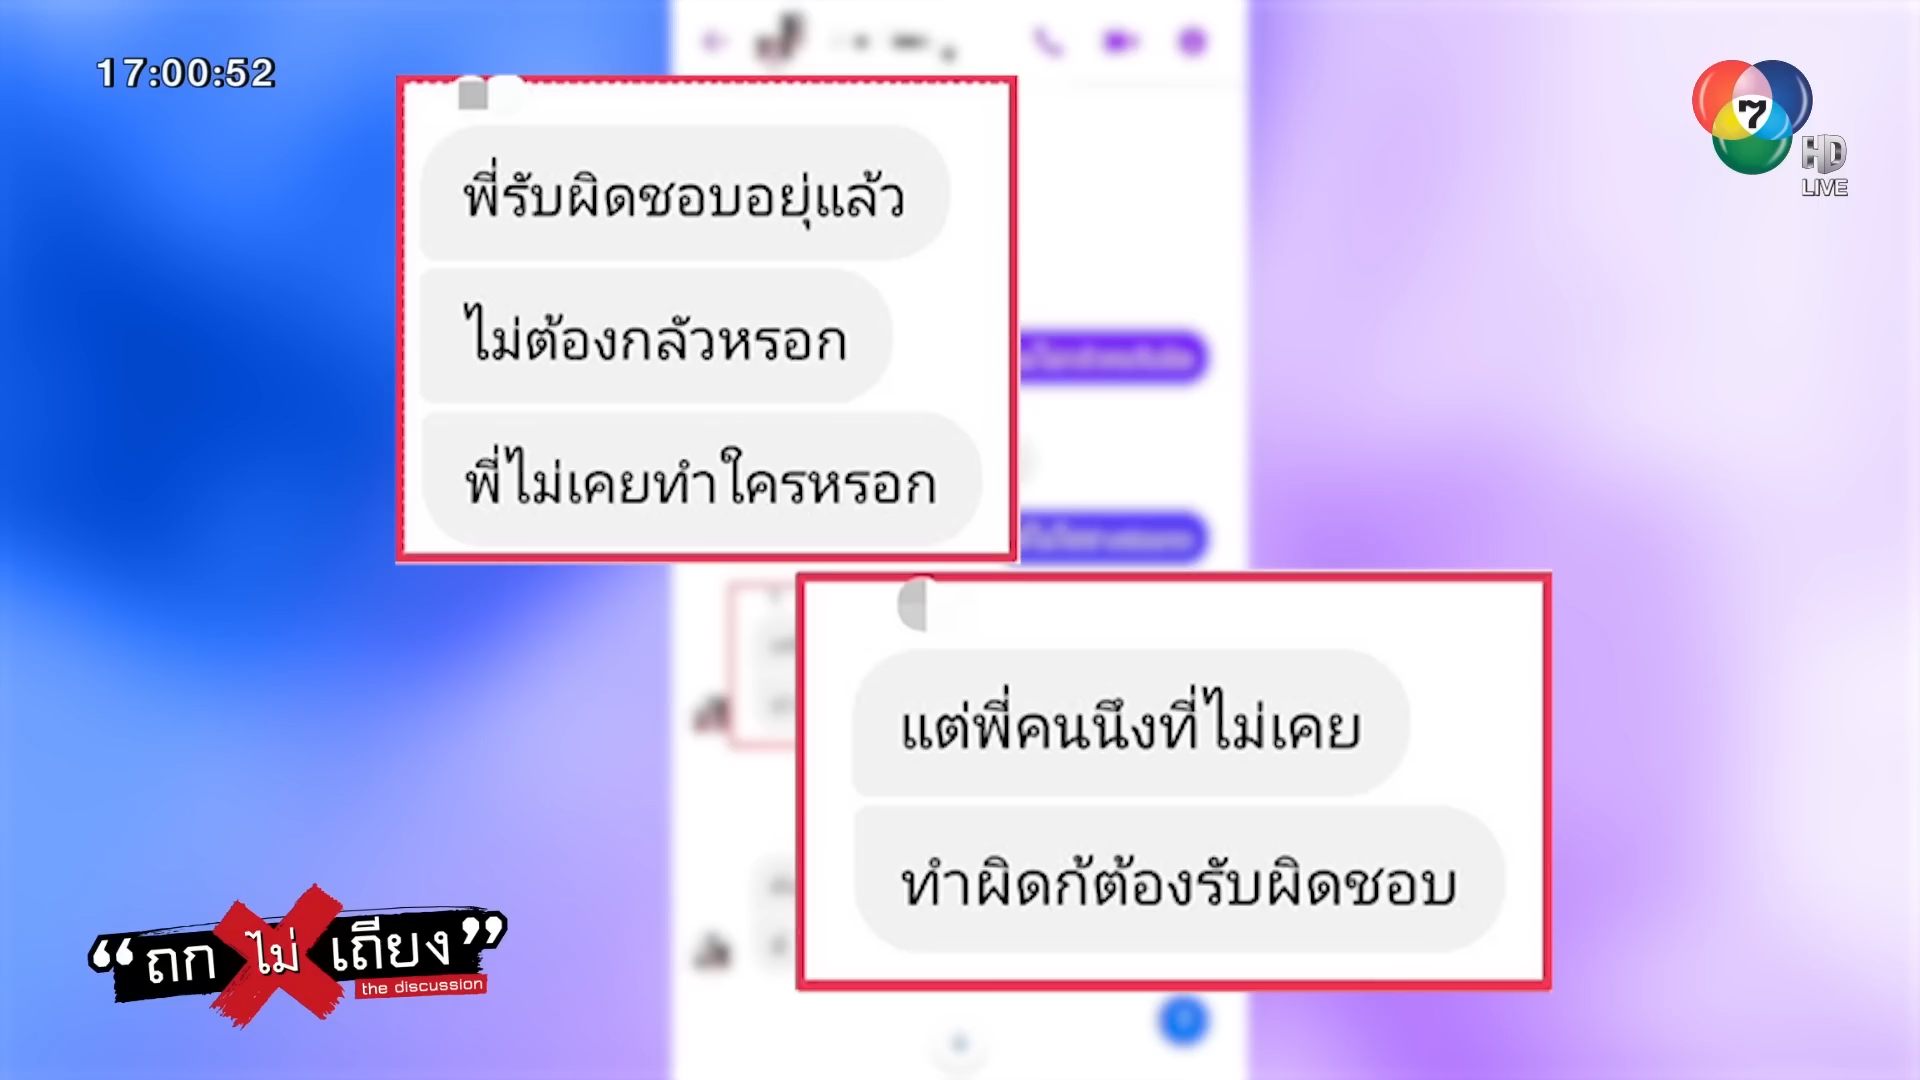 17:00:52
7
HD
LIVE
พี่รับผิดชอบอยุ่แล้ว
ไม่ต้องกลัวหรอก
พี่ไม่เคยทำใครหรอก
แต่พี่คนนึงที่ไม่เคย
ทำผิดก้ต้องรับผิดชอบ
“ถกไม่เถียง”
the discussion